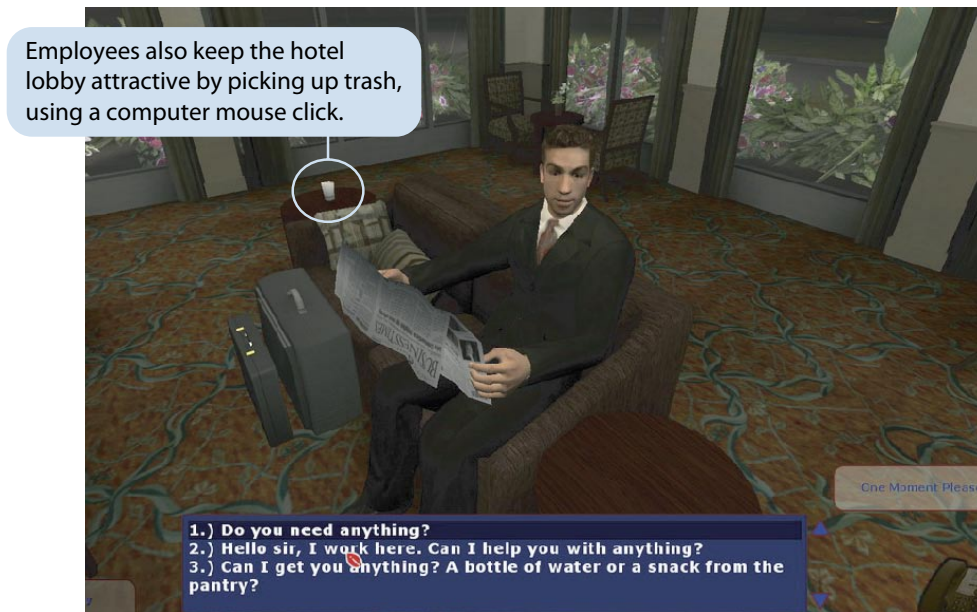 Employees also keep the hotel
lobby attractive by picking up trash,
using a computer mouse click.
BUSINESSTIMES
One Moment Please
1.) Do you need anything?
2.) Hello sir, I work here. Can I help you with anything?
3.) Can I get you anything? A bottle of water or a snack from the
pantry?